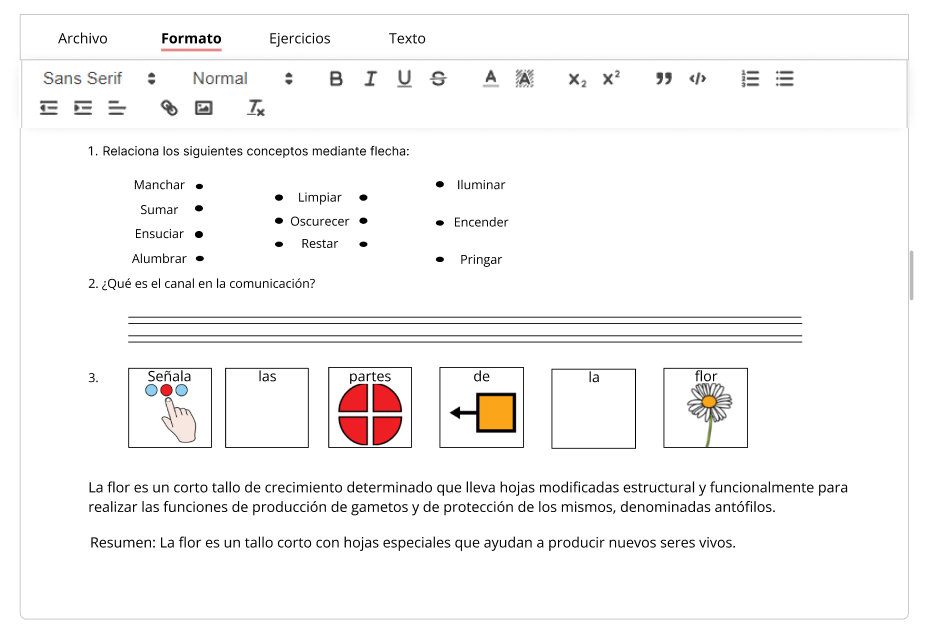 Archivo Formato Ejercicios Texto
Sans Serif Normal B I U S A A X₂ X² " </>
Tx
1. Relaciona los siguientes conceptos mediante flecha:
Manchar
Sumar
Ensuciar
Alumbrar
Limpiar
Oscurecer
Restar
Iluminar
Encender
Pringar
2. ¿Qué es el canal en la comunicación?
3. Señala las partes de la flor
La flor es un corto tallo de crecimiento determinado que lleva hojas modificadas estructural y funcionalmente para
realizar las funciones de producción de gametos y de protección de los mismos, denominadas antófilos.
Resumen: La flor es un tallo corto con hojas especiales que ayudan a producir nuevos seres vivos.